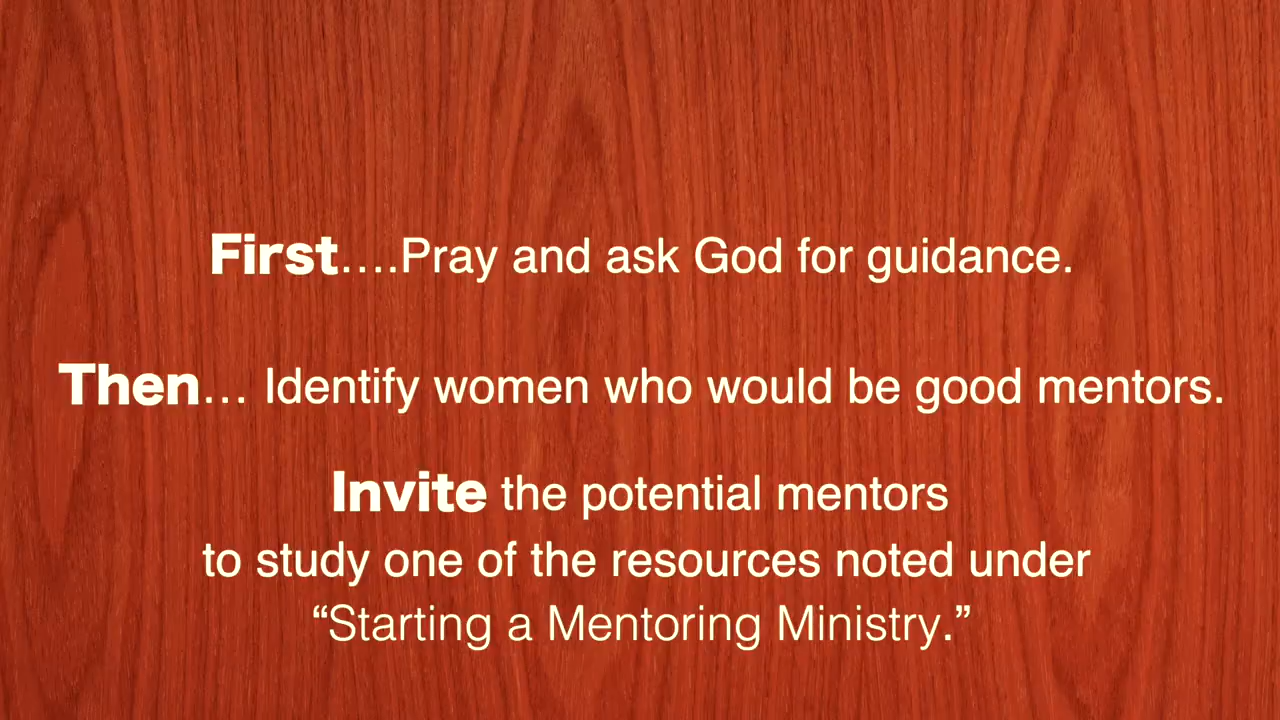 First....Pray and ask God for guidance.
Then... Identify women who would be good mentors.
Invite the potential mentors
to study one of the resources noted under
“Starting a Mentoring Ministry.”